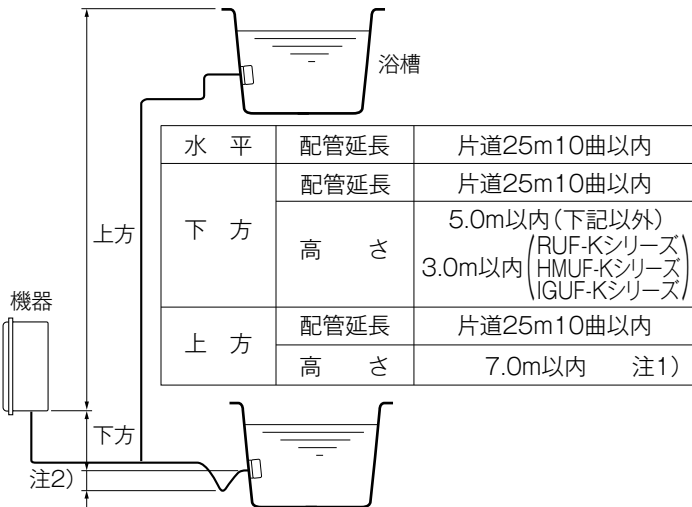 浴槽
水 平 配管延長 片道25m10曲以内
下 方 配管延長 片道25m10曲以内
高 さ 5.0m以内(下記以外)
3.0m以内(RUF-Kシリーズ
HMUF-Kシリーズ
IGUF-Kシリーズ)
上 方 配管延長 片道25m10曲以内
高 さ 7.0m以内 注1)
上方
機器
下方
注2)